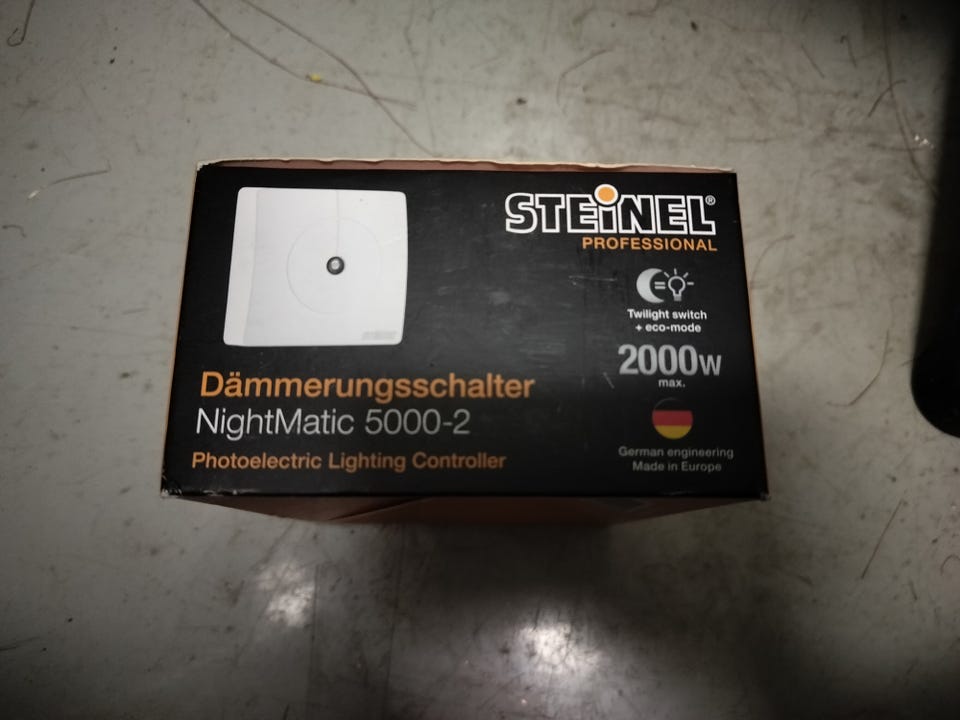 STEINEL®
PROFESSIONAL
Twilight switch
+ eco-mode
2000W
max.
Dämmerungsschalter
NightMatic 5000-2
Photoelectric Lighting Controller
German engineering
Made in Europe